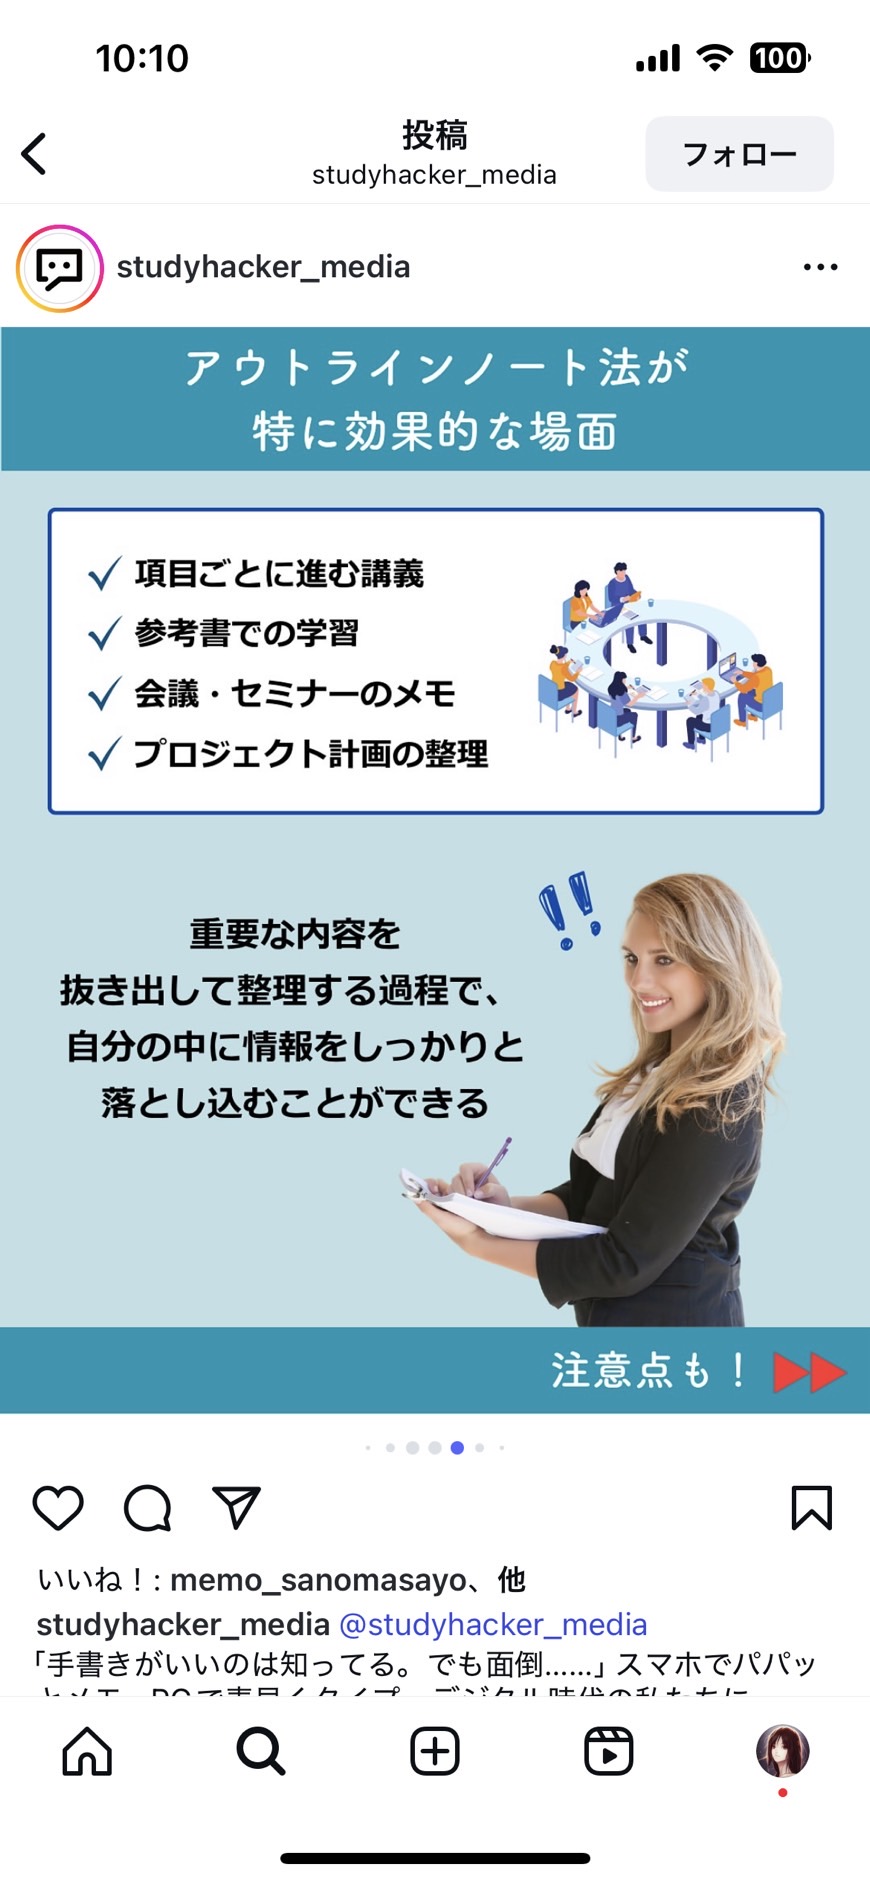 10:10
100
投稿
studyhacker_media
フォロー
studyhacker_media
アウトラインノート法が
特に効果的な場面
項目ごとに進む講義
参考書での学習
会議・セミナーのメモ
プロジェクト計画の整理
重要な内容を
抜き出して整理する過程で、
自分の中に情報をしっかりと
落とし込むことができる
注意点も！
いいね！: memo_sanomasayo、他
studyhacker_media @studyhacker_media
「手書きがいいのは知ってる。でも面倒……」スマホでパパッ